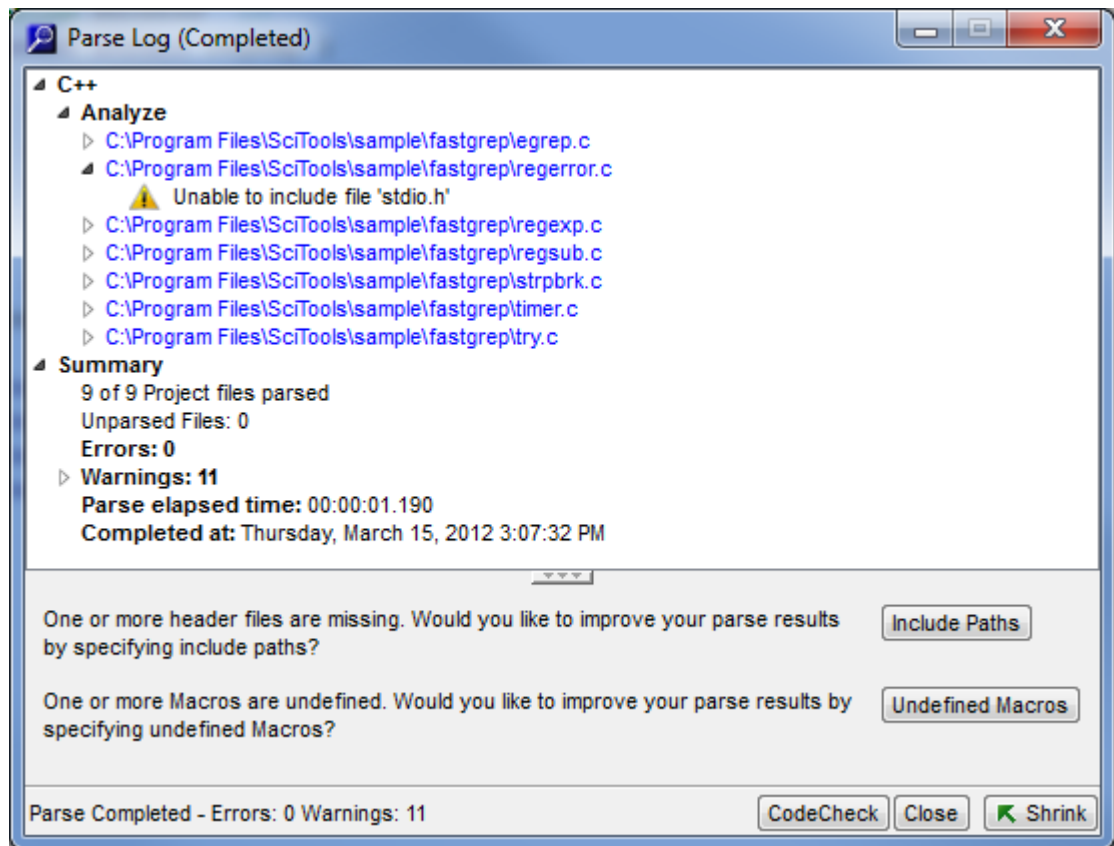 Parse Log (Completed)
C++
Analyze
C:\Program Files\SciTools\sample\fastgrep\egrep.c
C:\Program Files\SciTools\sample\fastgrep\regerror.c
Unable to include file 'stdio.h'
C:\Program Files\SciTools\sample\fastgrep\regexp.c
C:\Program Files\SciTools\sample\fastgrep\regsub.c
C:\Program Files\SciTools\sample\fastgrep\strpbrk.c
C:\Program Files\SciTools\sample\fastgrep\timer.c
C:\Program Files\SciTools\sample\fastgrep\try.c
Summary
9 of 9 Project files parsed
Unparsed Files: 0
Errors: 0
Warnings: 11
Parse elapsed time: 00:00:01.190
Completed at: Thursday, March 15, 2012 3:07:32 PM
One or more header files are missing. Would you like to improve your parse results
by specifying include paths?
Include Paths
One or more Macros are undefined. Would you like to improve your parse results by
specifying undefined Macros?
Undefined Macros
Parse Completed - Errors: 0 Warnings: 11
CodeCheck
Close
Shrink